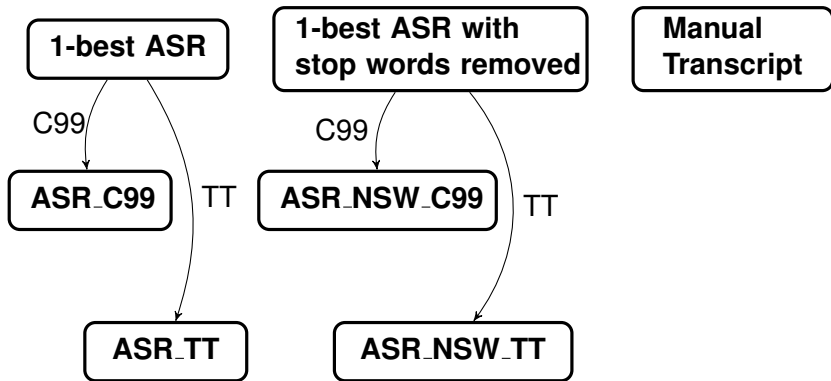 1-best ASR
1-best ASR with
stop words removed
Manual
Transcript
C99
C99
ASR_C99
TT
ASR_NSW_C99
TT
ASR_TT
ASR_NSW_TT